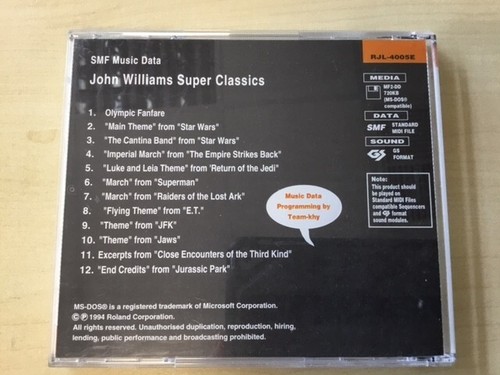 SMF Music Data
John Williams Super Classics
RJL-4005E
1. Olympic Fanfare
2. "Main Theme" from "Star Wars"
3. "The Cantina Band" from "Star Wars"
4. "Imperial March" from "The Empire Strikes Back"
5. "Luke and Leia Theme" from 'Return of the Jedi"
6. "March" from "Superman"
7. "March" from "Raiders of the Lost Ark"
8. "Flying Theme" from "E.T."
9. "Theme" from "JFK"
10. "Theme" from "Jaws"
11. Excerpts from "Close Encounters of the Third Kind"
12. "End Credits" from "Jurassic Park"
Music Data
Programming by
Team-khy
MEDIA
MF2-DD
720KB
(MS-DOS®
compatible)
DATA
SMF STANDARD
MIDI FILE
SOUND
GS
FORMAT
Note:
This product should
be played on
Standard MIDI Files
compatible Sequencers
and format
sound modules.
MS-DOS® is a registered trademark of Microsoft Corporation.
©℗1994 Roland Corporation.
All rights reserved. Unauthorised duplication, reproduction, hiring,
lending, public performance and broadcasting prohibited.